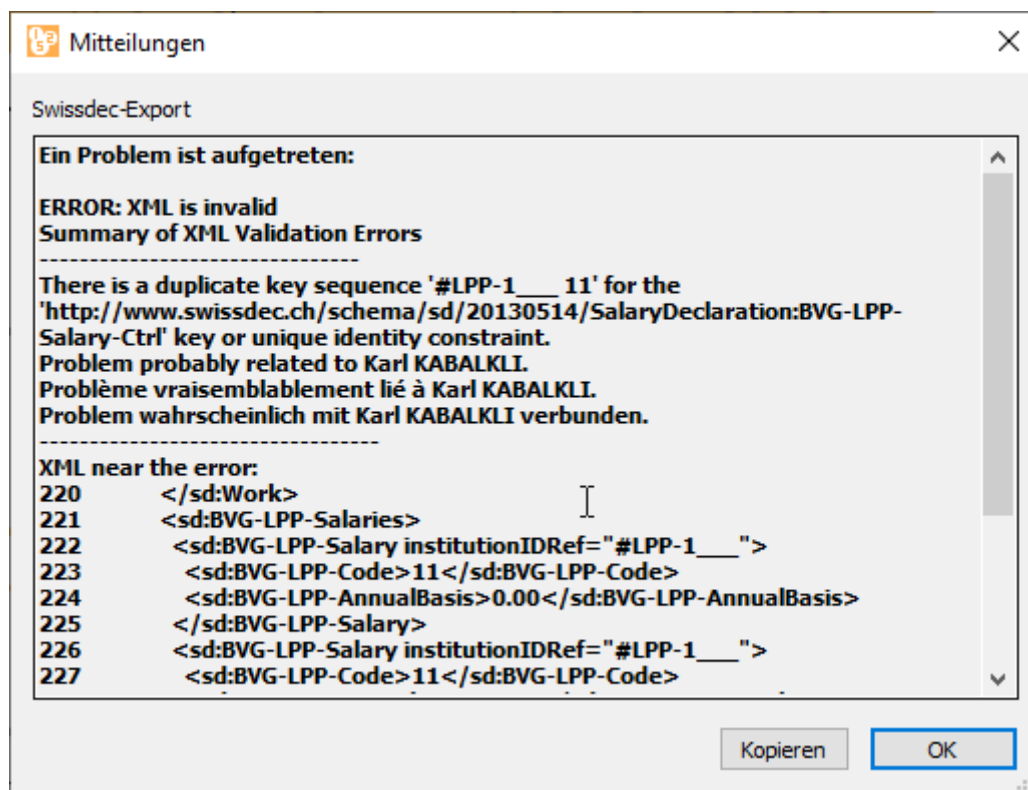 Mitteilungen
Swissdec-Export
Ein Problem ist aufgetreten:
ERROR: XML is invalid
Summary of XML Validation Errors
--------------------------------
There is a duplicate key sequence '#LPP-1___ 11' for the
'http://www.swissdec.ch/schema/sd/20130514/SalaryDeclaration:BVG-LPP-
Salary-Ctrl' key or unique identity constraint.
Problem probably related to Karl KABALKLI.
Problème vraisemblablement lié à Karl KABALKLI.
Problem wahrscheinlich mit Karl KABALKLI verbunden.
----------------------------------
XML near the error:
220 </sd:Work>
221 <sd:BVG-LPP-Salaries>
222 <sd:BVG-LPP-Salary institutionIDRef="#LPP-1___">
223 <sd:BVG-LPP-Code>11</sd:BVG-LPP-Code>
224 <sd:BVG-LPP-AnnualBasis>0.00</sd:BVG-LPP-AnnualBasis>
225 </sd:BVG-LPP-Salary>
226 <sd:BVG-LPP-Salary institutionIDRef="#LPP-1___">
227 <sd:BVG-LPP-Code>11</sd:BVG-LPP-Code>
Kopieren
OK